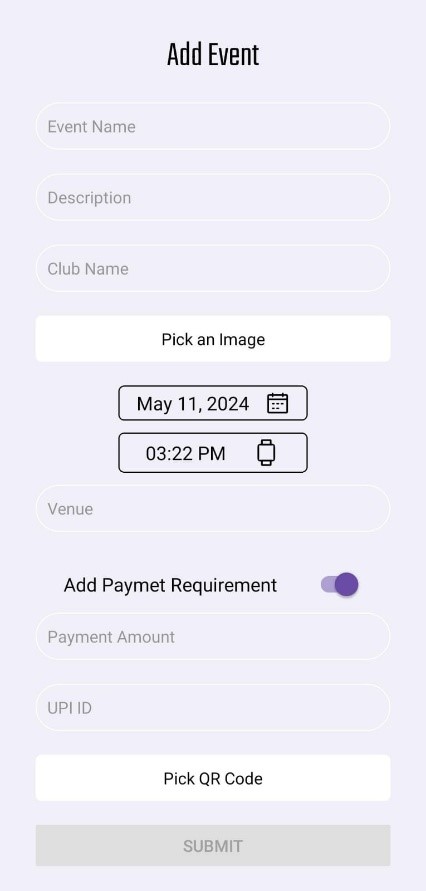 Add Event
Event Name
Description
Club Name
Pick an Image
May 11, 2024
03:22 PM
Venue
Add Paymet Requirement
Payment Amount
UPI ID
Pick QR Code
SUBMIT